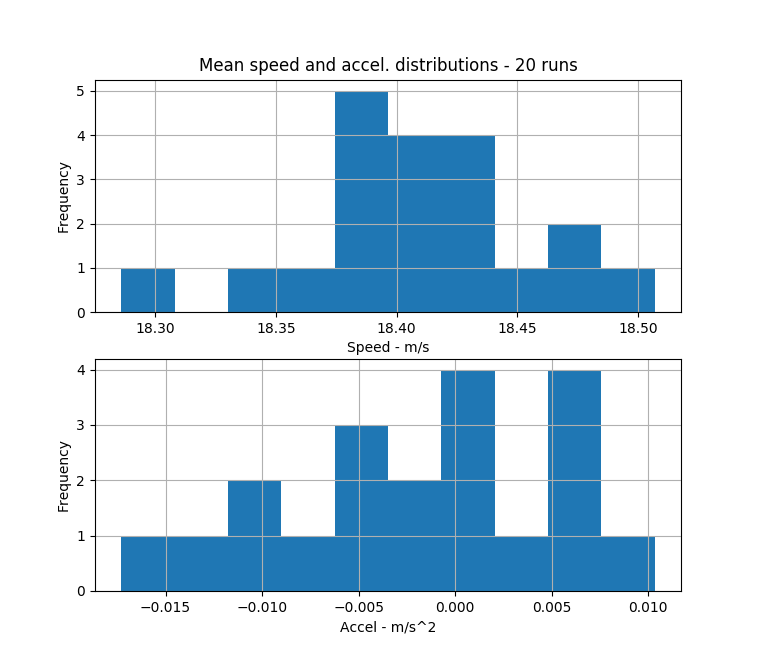 Mean speed and accel. distributions - 20 runs
5
4
3
2
1
0
Frequency
18.30 18.35 18.40 18.45 18.50
Speed - m/s
4
3
2
1
0
Frequency
−0.015 −0.010 −0.005 0.000 0.005 0.010
Accel - m/s^2